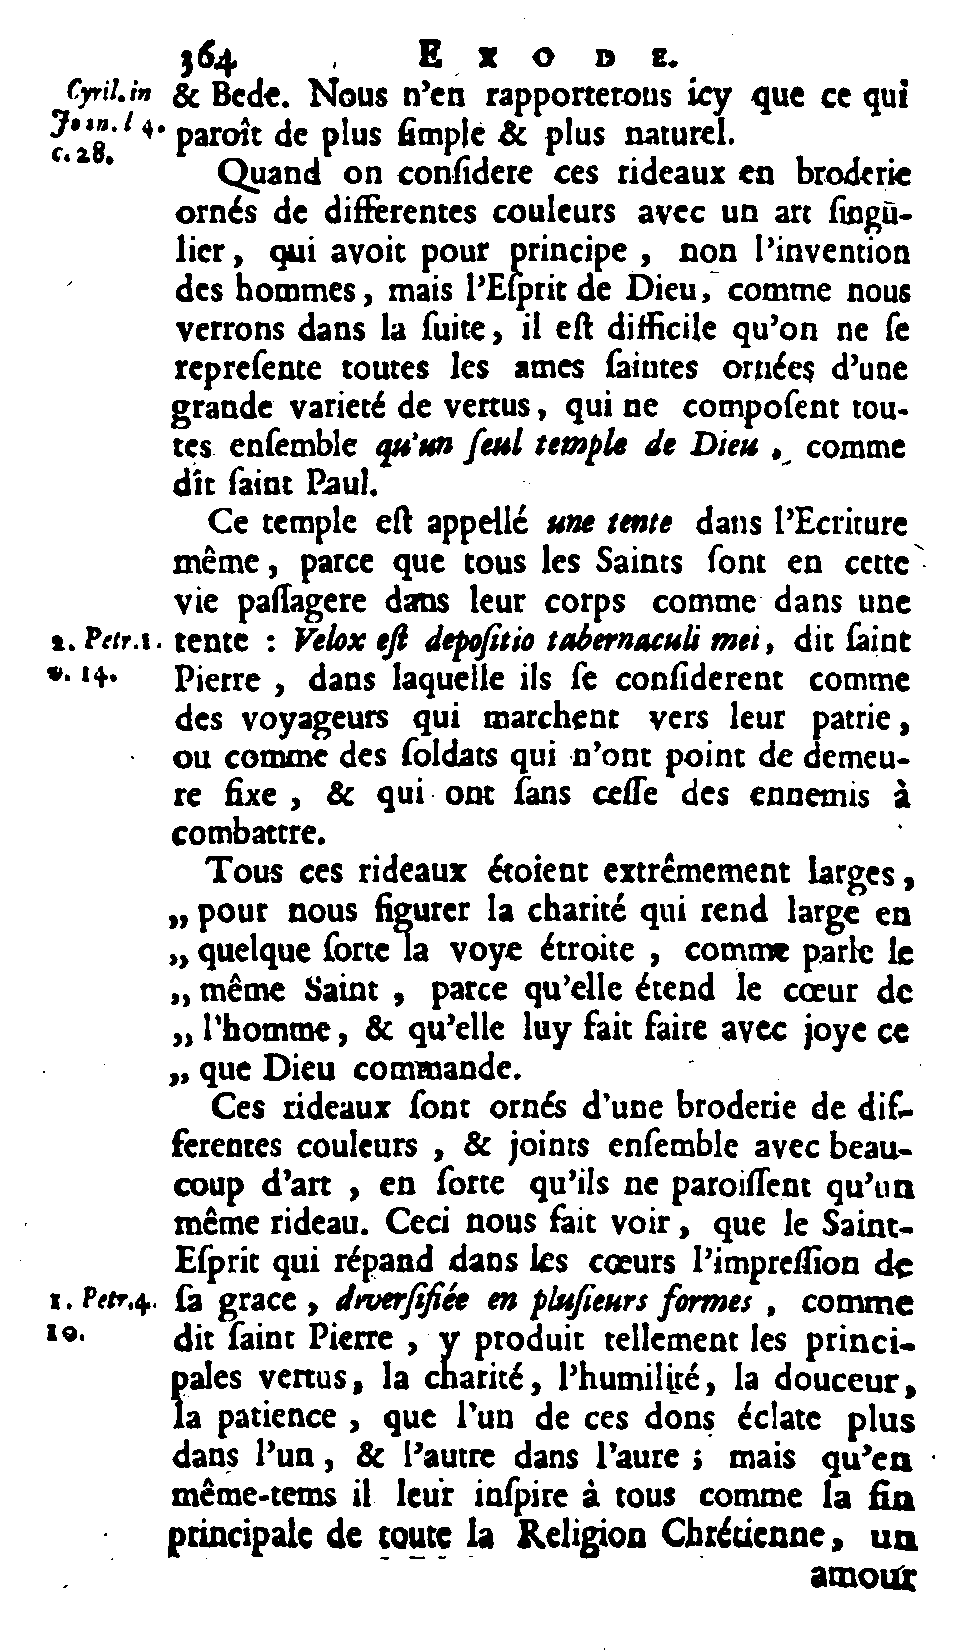 364 EXODE.
Cyril. in
Joan. l 4.
c. 28.
& Bede. Nous n'en rapporterons icy que ce qui
paroît de plus ſimple & plus naturel.
Quand on conſidere ces rideaux en broderie
ornés de differentes couleurs avec un art ſingu-
lier, qui avoit pour principe, non l'invention
des hommes, mais l'Eſprit de Dieu, comme nous
verrons dans la ſuite, il eſt difficile qu'on ne ſe
repreſente toutes les ames ſaintes ornées d'une
grande varieté de vertus, qui ne compoſent tou-
tes enſemble qu'un ſeul temple de Dieu, comme
dit ſaint Paul.
Ce temple eſt appellé une tente dans l'Ecriture
même, parce que tous les Saints ſont en cette
vie paſſagere dans leur corps comme dans une
2. Petr. 1.
v. 14.
tente : Velox eſt depoſitio tabernaculi mei, dit ſaint
Pierre, dans laquelle ils ſe conſiderent comme
des voyageurs qui marchent vers leur patrie,
ou comme des ſoldats qui n'ont point de demeu-
re fixe, & qui ont ſans ceſſe des ennemis à
combattre.
Tous ces rideaux étoient extrêmement larges,
„ pour nous figurer la charité qui rend large en
„ quelque ſorte la voye étroite, comme parle le
„ même Saint, parce qu'elle étend le cœur de
„ l'homme, & qu'elle luy fait faire avec joye ce
„ que Dieu commande.
Ces rideaux ſont ornés d'une broderie de dif-
ferentes couleurs, & joints enſemble avec beau-
coup d'art, en ſorte qu'ils ne paroiſſent qu'un
même rideau. Ceci nous fait voir, que le Saint-
Eſprit qui répand dans les cœurs l'impreſſion de
1. Petr. 4.
10.
ſa grace, diverſifiée en pluſieurs formes, comme
dit ſaint Pierre, y produit tellement les princi-
pales vertus, la charité, l'humilité, la douceur,
la patience, que l'un de ces dons éclate plus
dans l'un, & l'autre dans l'aure ; mais qu'en
même-tems il leur inſpire à tous comme la fin
principale de toute la Religion Chrétienne, un
amour